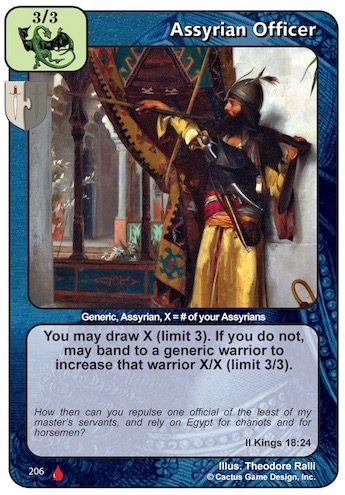 3/3
Assyrian Officer
Generic, Assyrian, X = # of your Assyrians
You may draw X (limit 3). If you do not,
may band to a generic warrior to
increase that warrior X/X (limit 3/3).
How then can you repulse one official of the least of my
master's servants, and rely on Egypt for chariots and for
horsemen?
II Kings 18:24
206
Illus. Theodore Ralli
© Cactus Game Design, Inc.